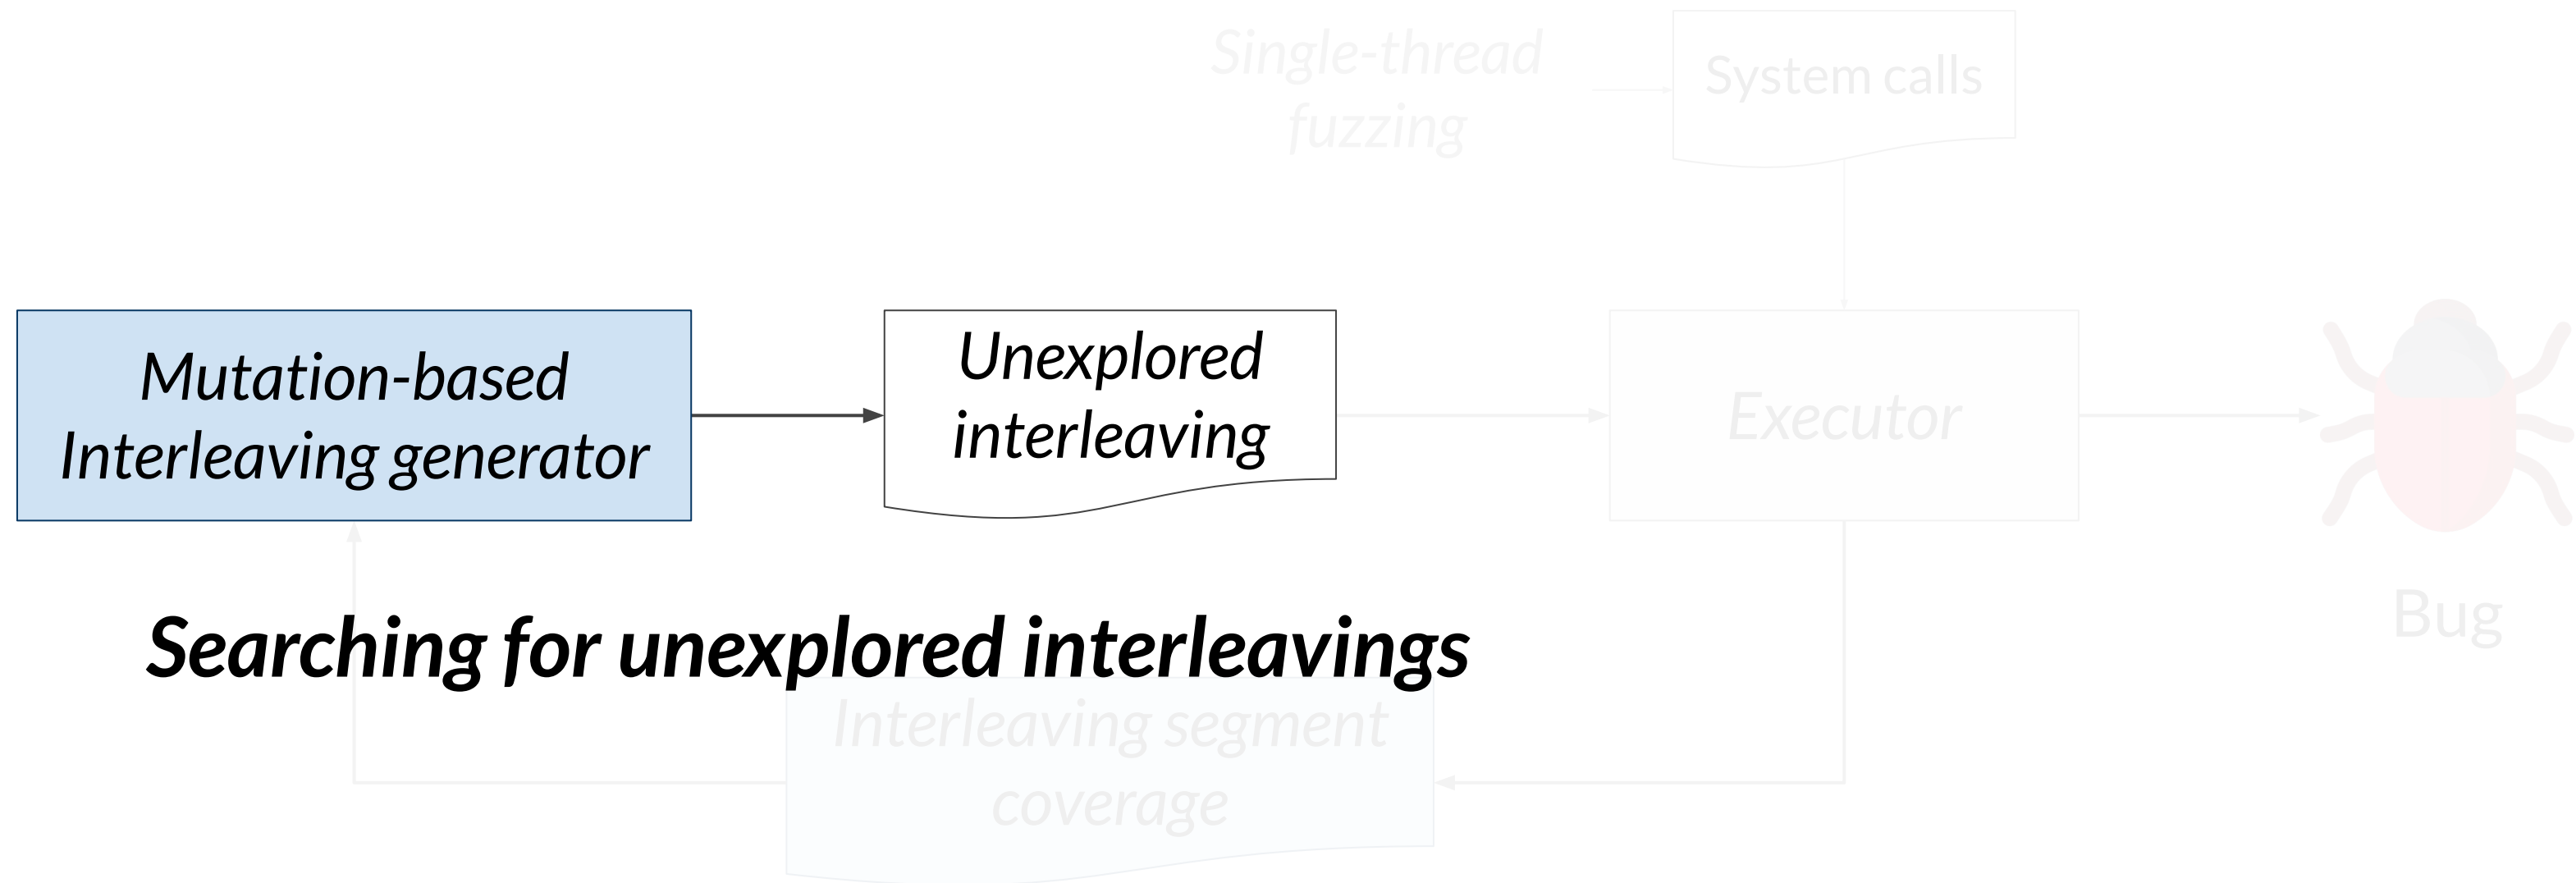 Single-thread
fuzzing
System calls
Mutation-based
Interleaving generator
Unexplored
interleaving
Executor
Bug
Searching for unexplored interleavings
Interleaving segment
coverage